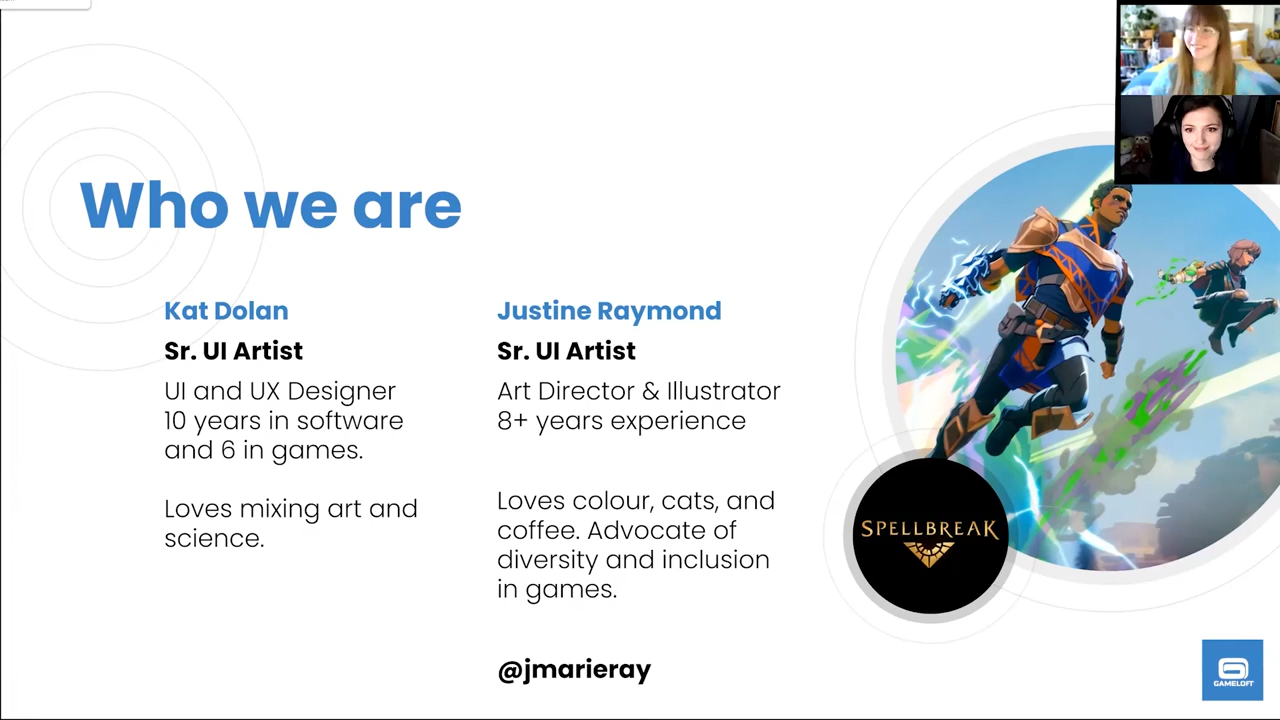 Who we are
Kat Dolan
Sr. UI Artist
UI and UX Designer
10 years in software
and 6 in games.
Loves mixing art and
science.
Justine Raymond
Sr. UI Artist
Art Director & Illustrator
8+ years experience
Loves colour, cats, and
coffee. Advocate of
diversity and inclusion
in games.
@jmarieray
SPELLBREAK
GAMELOFT